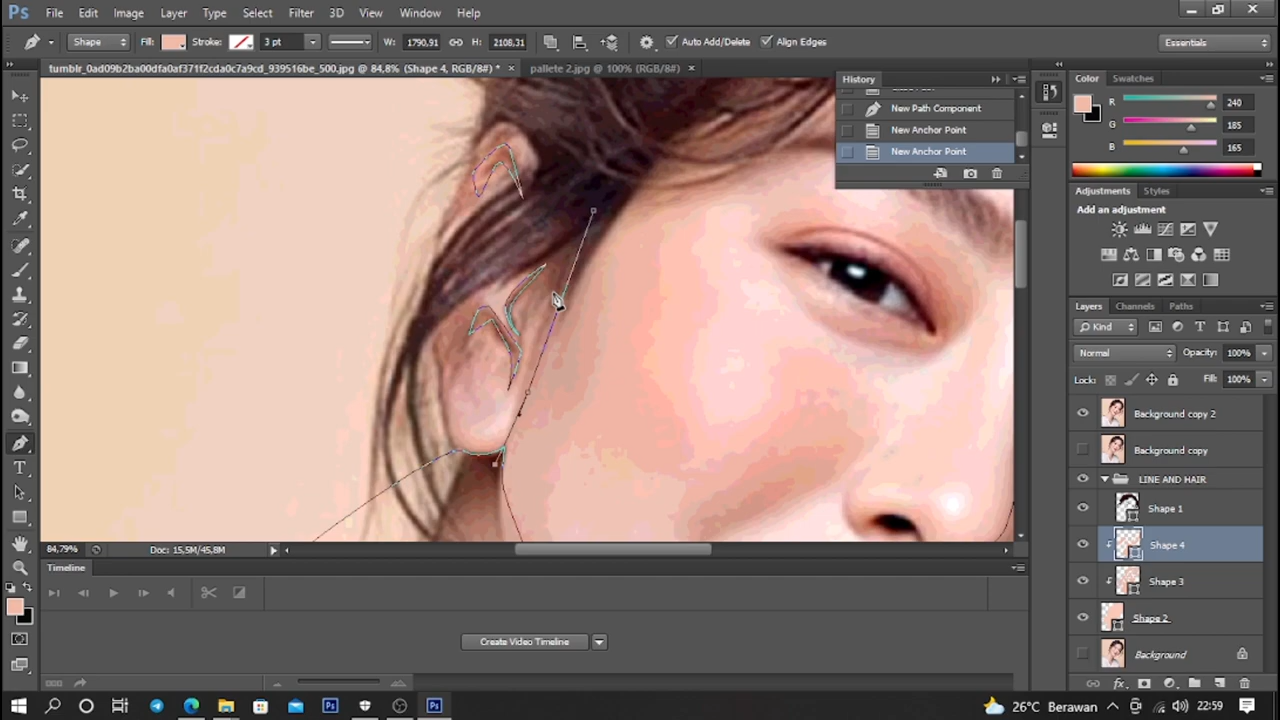 Ps File Edit Image Layer Type Select Filter 3D View Window Help
Shape Fill: Stroke: 3 pt W: 1790,91 H: 2108,31 Auto Add/Delete Align Edges Essentials
tumblr_0ad09b2ba00dfa0af371f2cda0c7a9cd_939516be_500.jpg @ 84,8% (Shape 4, RGB/8#) * × pallete 2.jpg @ 100% (RGB/8#) ×
History
New Path Component
New Anchor Point
New Anchor Point
Color Swatches
R 240
G 185
B 165
Adjustments Styles
Add an adjustment
Layers Channels Paths
Kind
Normal Opacity: 100%
Lock: Fill: 100%
Background copy 2
Background copy
LINE AND HAIR
Shape 1
Shape 4
Shape 3
Shape 2
Background
84,79% Doc: 15,5M/45,8M
Timeline
Create Video Timeline
26°C Berawan 22:59